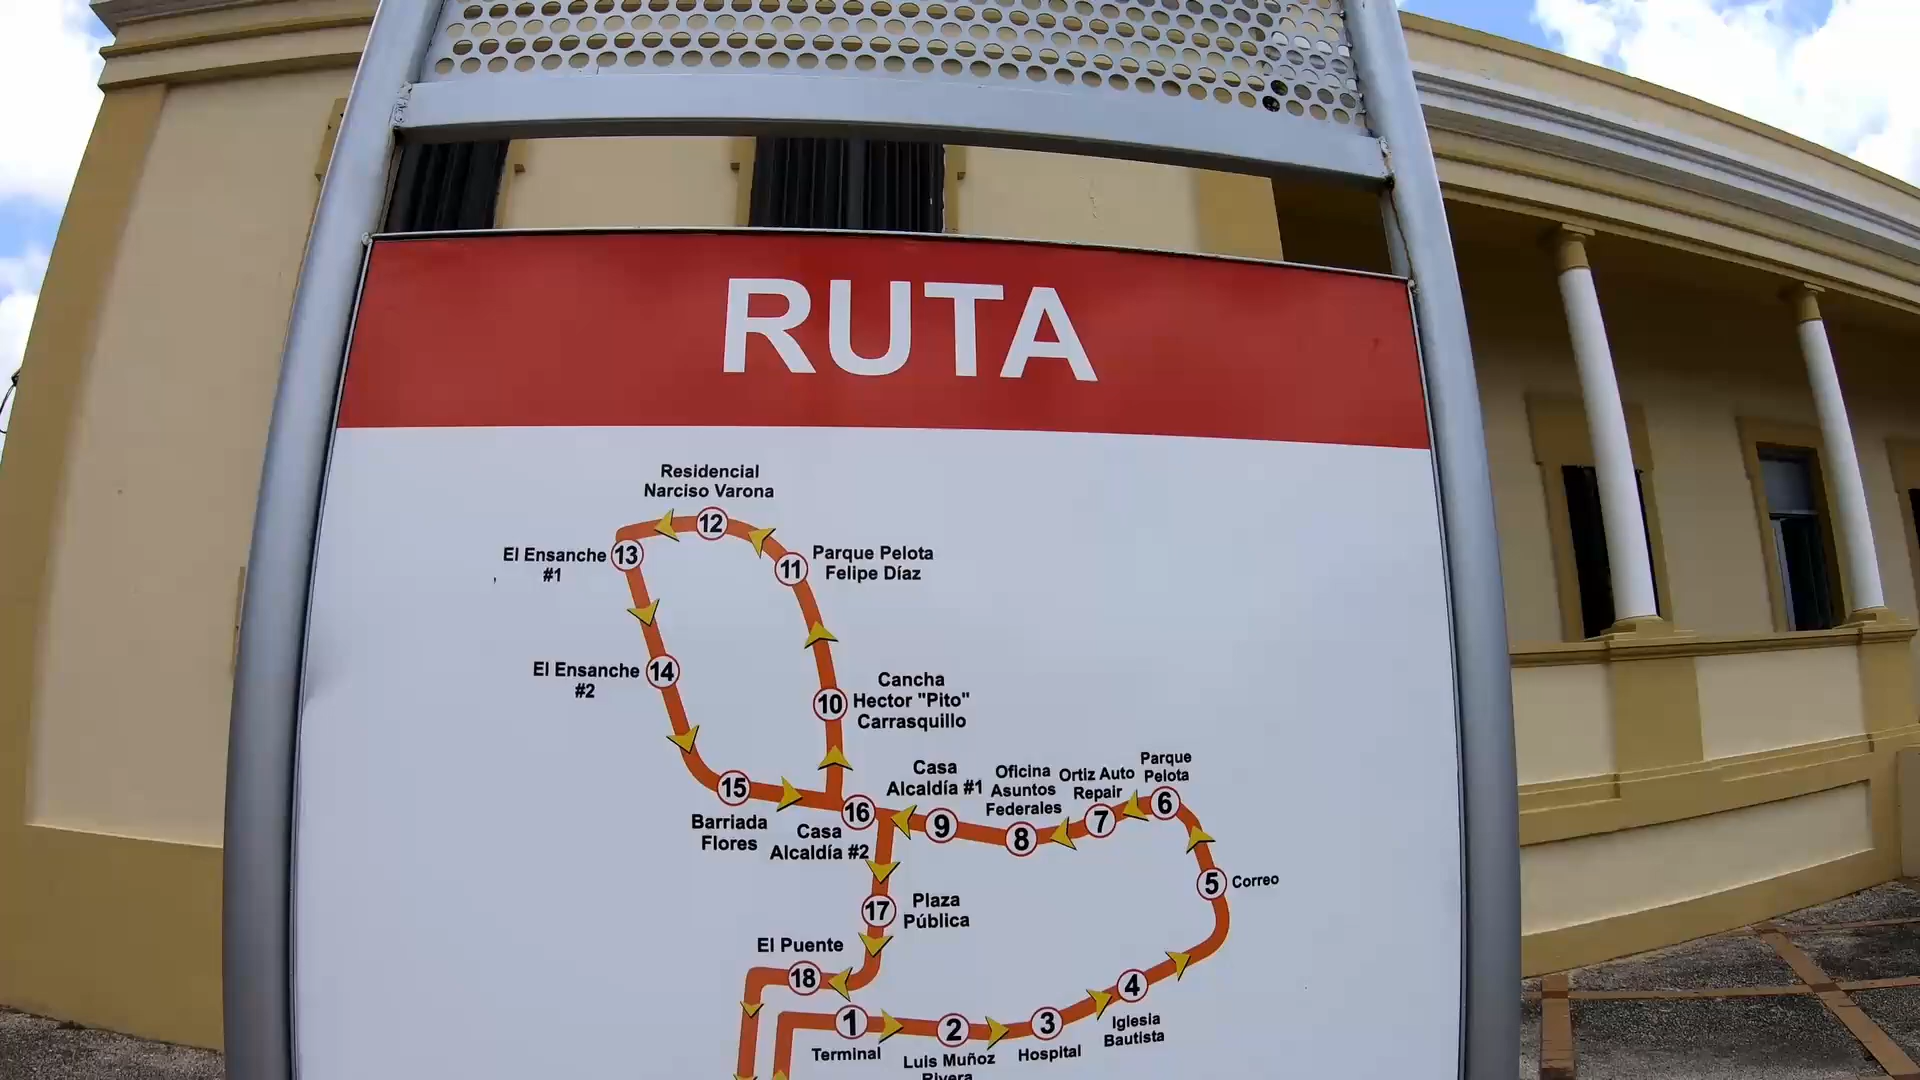 RUTA
Residencial
Narciso Varona
12
El Ensanche
#1
13
11
Parque Pelota
Felipe Díaz
El Ensanche
#2
14
10
Cancha
Hector "Pito"
Carrasquillo
15
Barriada
Flores
16
Casa
Alcaldía #2
Casa
Alcaldía #1
9
Oficina
Asuntos
Federales
8
Ortiz Auto
Repair
7
Parque
Pelota
6
5
Correo
17
Plaza
Pública
El Puente
18
1
Terminal
2
Luis Muñoz
Rivera
3
Hospital
4
Iglesia
Bautista